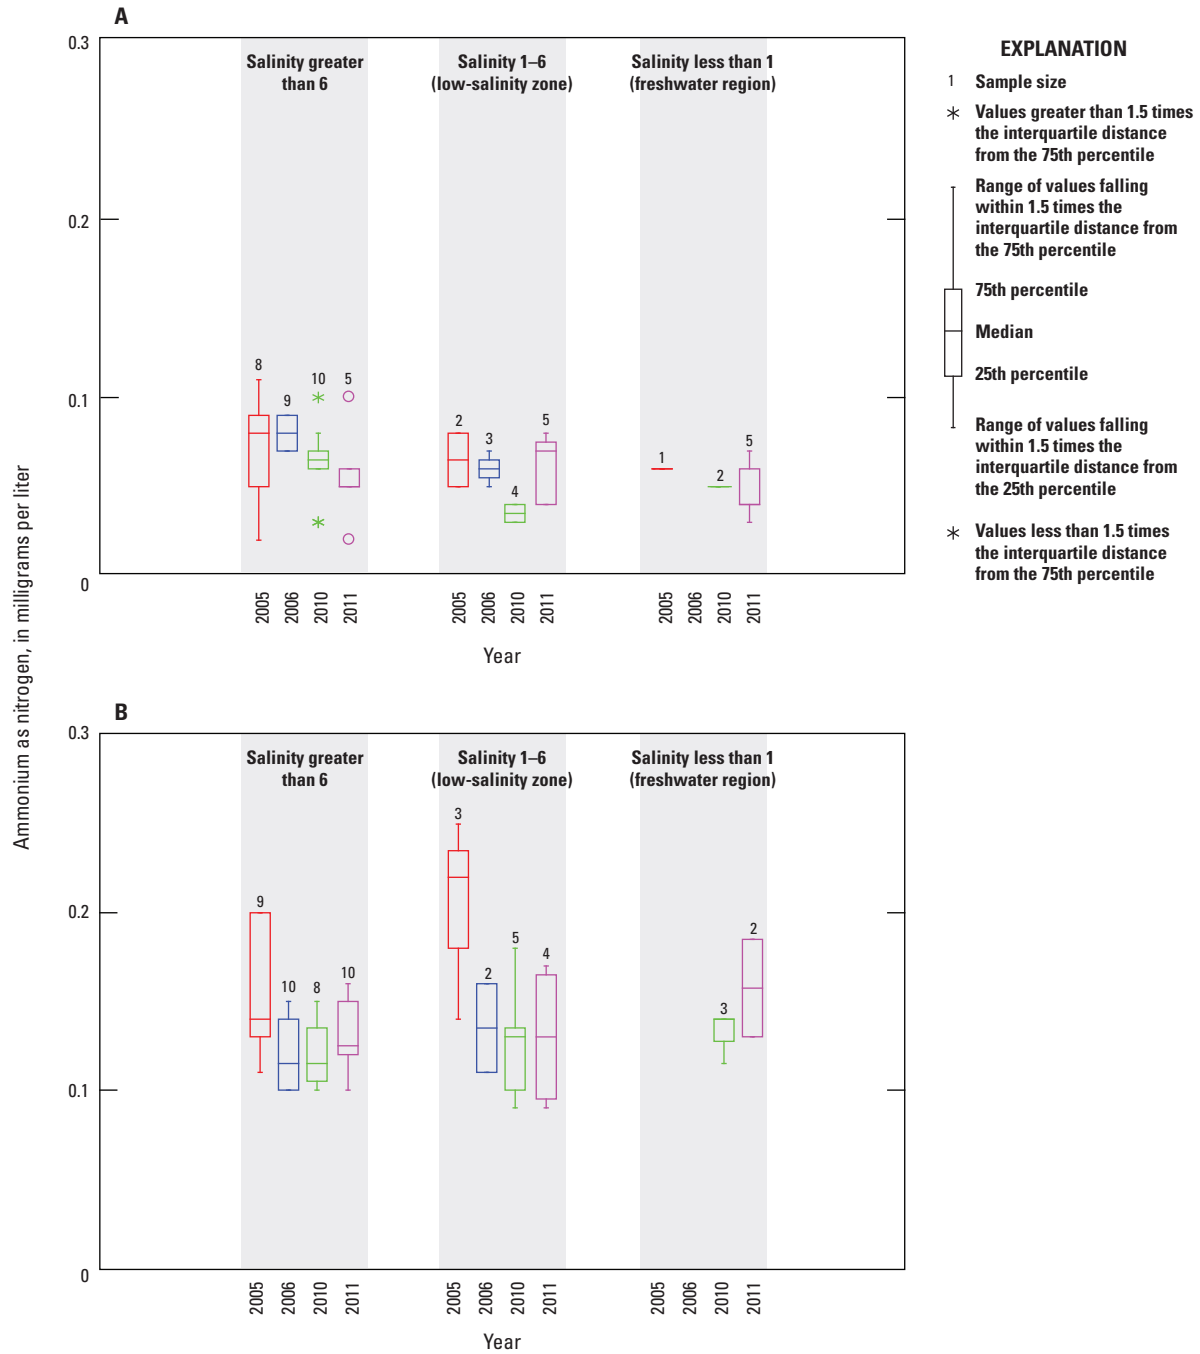 A
0.3
Salinity greater
than 6
Salinity 1–6
(low-salinity zone)
Salinity less than 1
(freshwater region)
0.2
0.1
0
8
9
10
5
2
3
4
5
1
2
5
2005
2006
2010
2011
2005
2006
2010
2011
2005
2006
2010
2011
Year
EXPLANATION
1 Sample size
* Values greater than 1.5 times
the interquartile distance
from the 75th percentile
Range of values falling
within 1.5 times the
interquartile distance from
the 75th percentile
75th percentile
Median
25th percentile
Range of values falling
within 1.5 times the
interquartile distance from
the 25th percentile
* Values less than 1.5 times
the interquartile distance
from the 75th percentile
Ammonium as nitrogen, in milligrams per liter
B
0.3
Salinity greater
than 6
Salinity 1–6
(low-salinity zone)
Salinity less than 1
(freshwater region)
0.2
0.1
0
9
10
8
10
3
2
5
4
3
2
2005
2006
2010
2011
2005
2006
2010
2011
2005
2006
2010
2011
Year